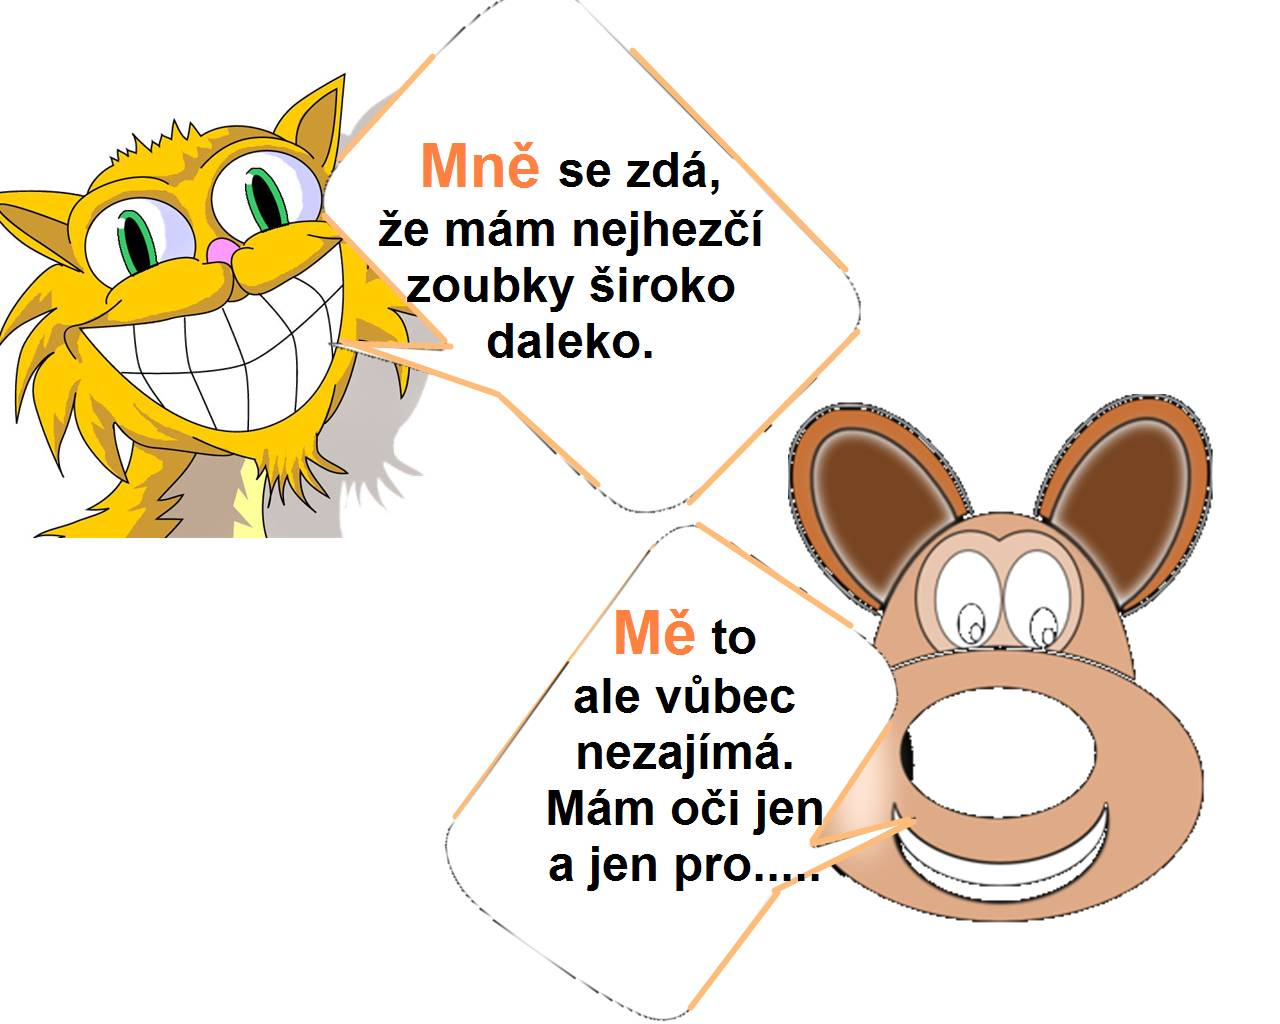 Mně se zdá,
že mám nejhezčí
zoubky široko
daleko.
Mě to
ale vůbec
nezajímá.
Mám oči jen
a jen pro.....